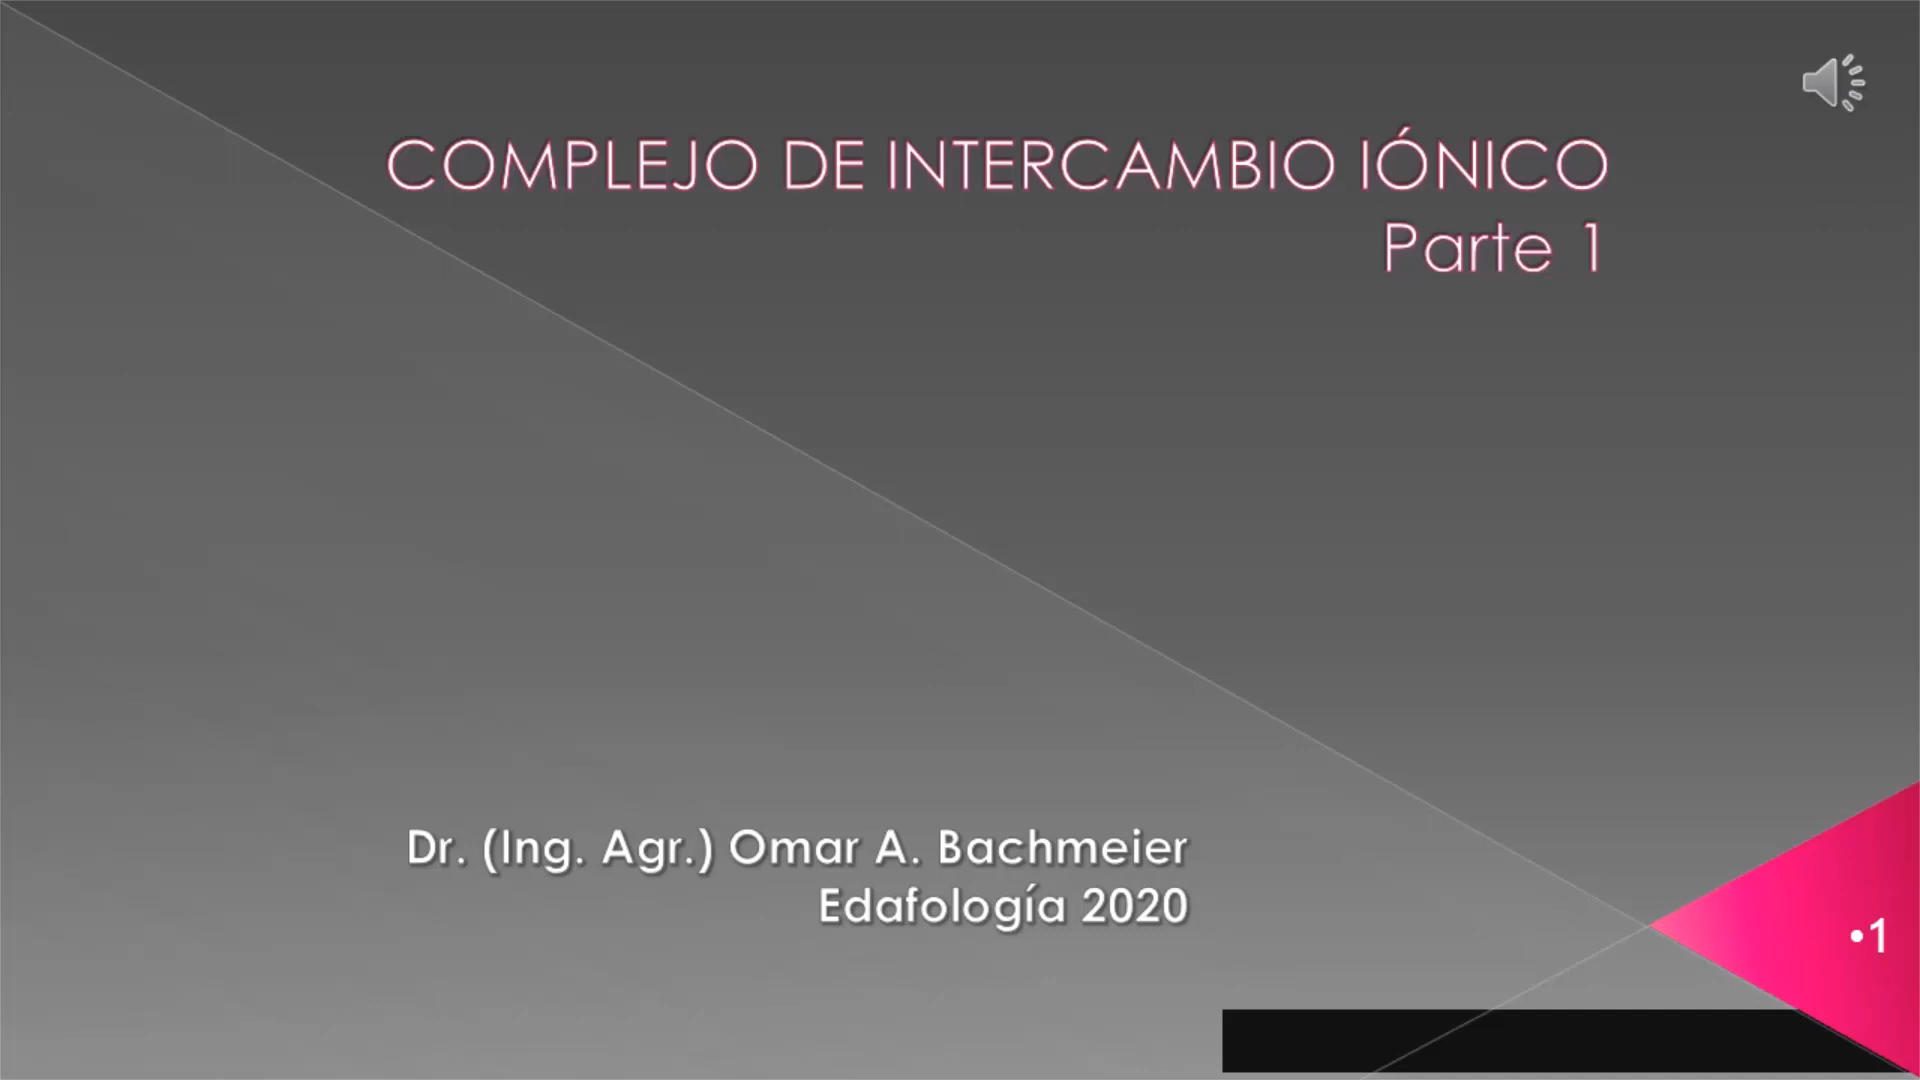 COMPLEJO DE INTERCAMBIO IÓNICO
Parte 1
Dr. (Ing. Agr.) Omar A. Bachmeier
Edafología 2020
•1